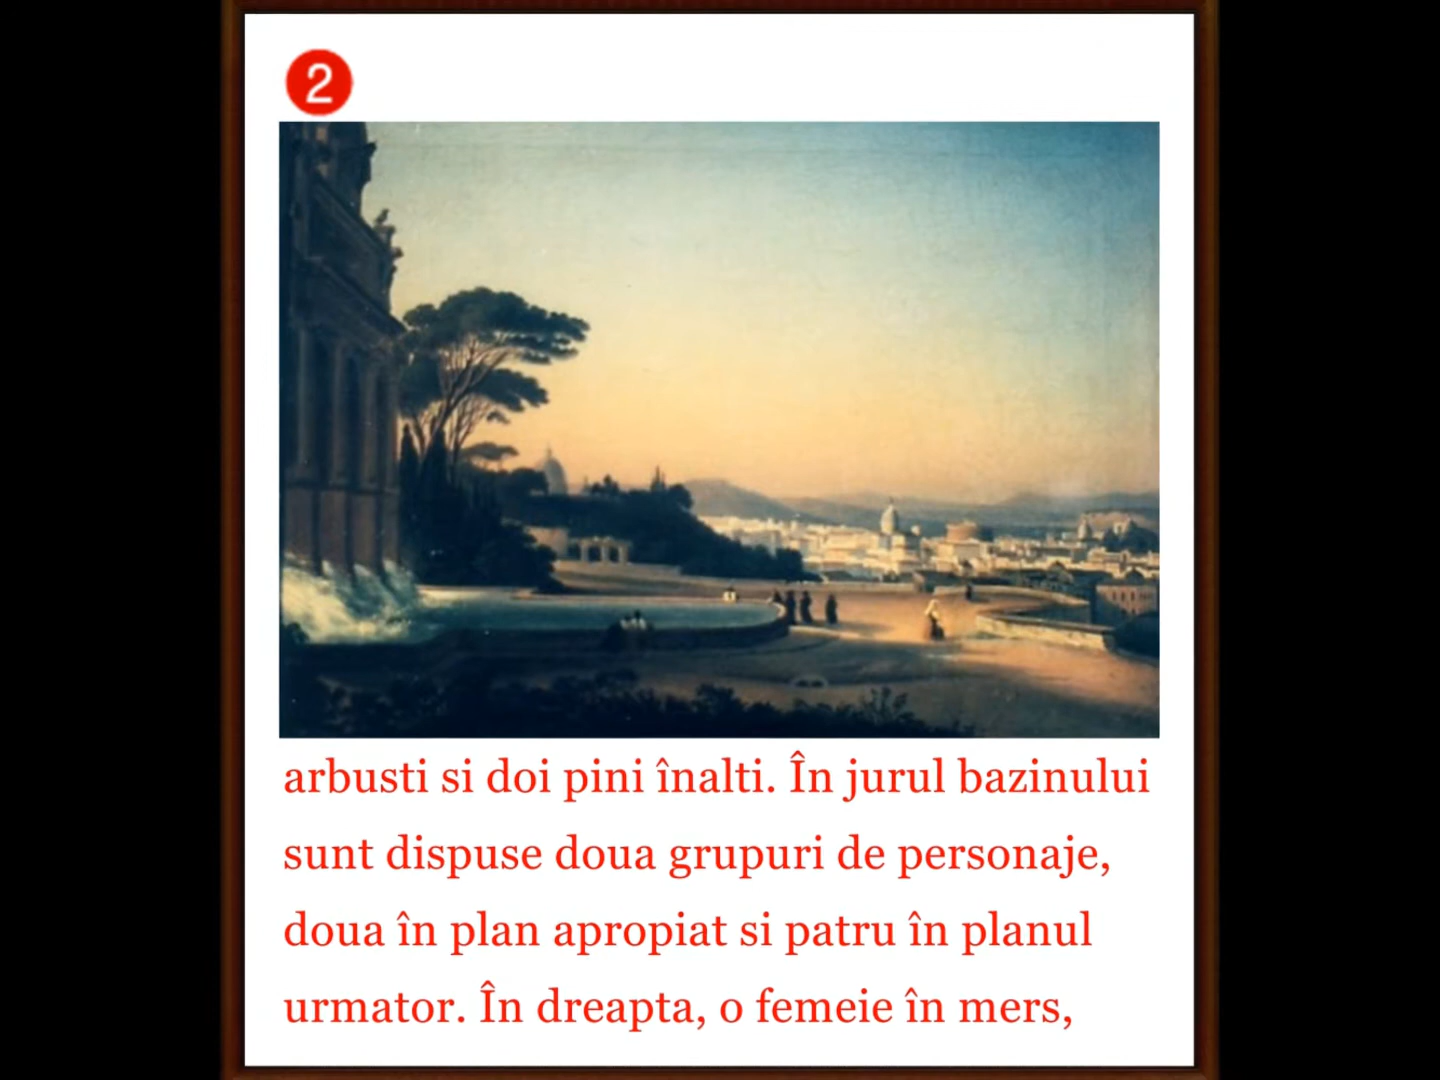 2
arbusti si doi pini înalti. În jurul bazinului
sunt dispuse doua grupuri de personaje,
doua în plan apropiat si patru în planul
urmator. În dreapta, o femeie în mers,